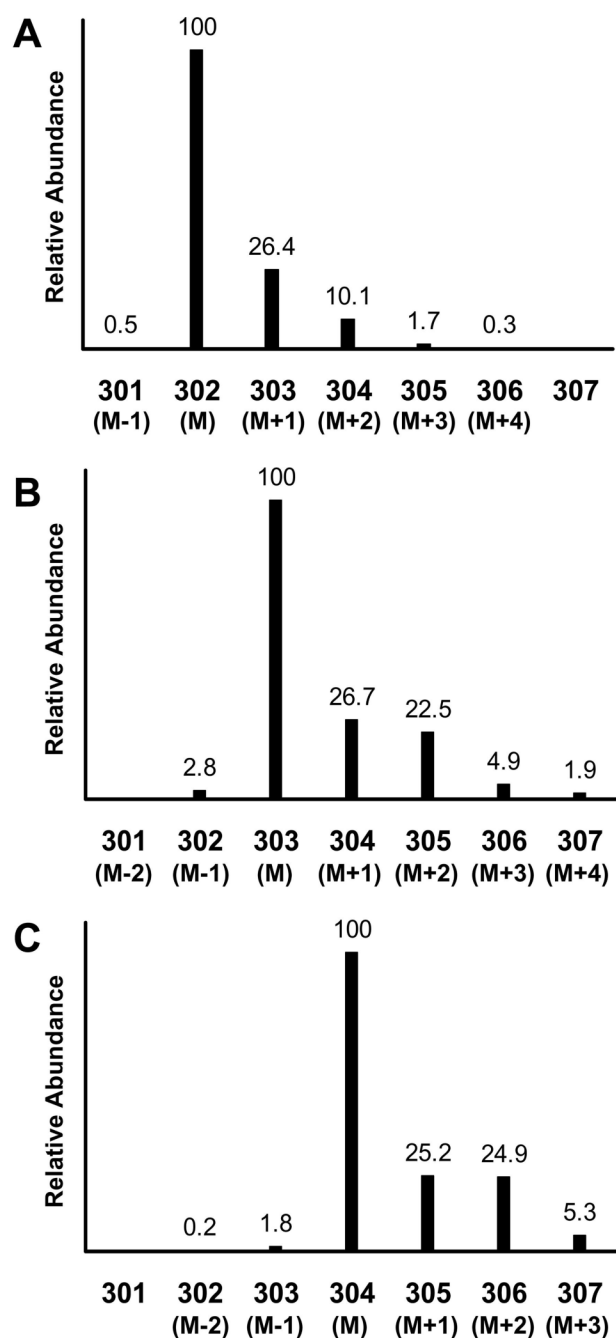 A
Relative Abundance
100
26.4
10.1
1.7
0.5
0.3
301 302 303 304 305 306 307
(M-1) (M) (M+1) (M+2) (M+3) (M+4)
B
Relative Abundance
100
26.7
22.5
2.8
4.9
1.9
301 302 303 304 305 306 307
(M-2) (M-1) (M) (M+1) (M+2) (M+3) (M+4)
C
Relative Abundance
100
25.2
24.9
5.3
0.2
1.8
301 302 303 304 305 306 307
(M-2) (M-1) (M) (M+1) (M+2) (M+3)